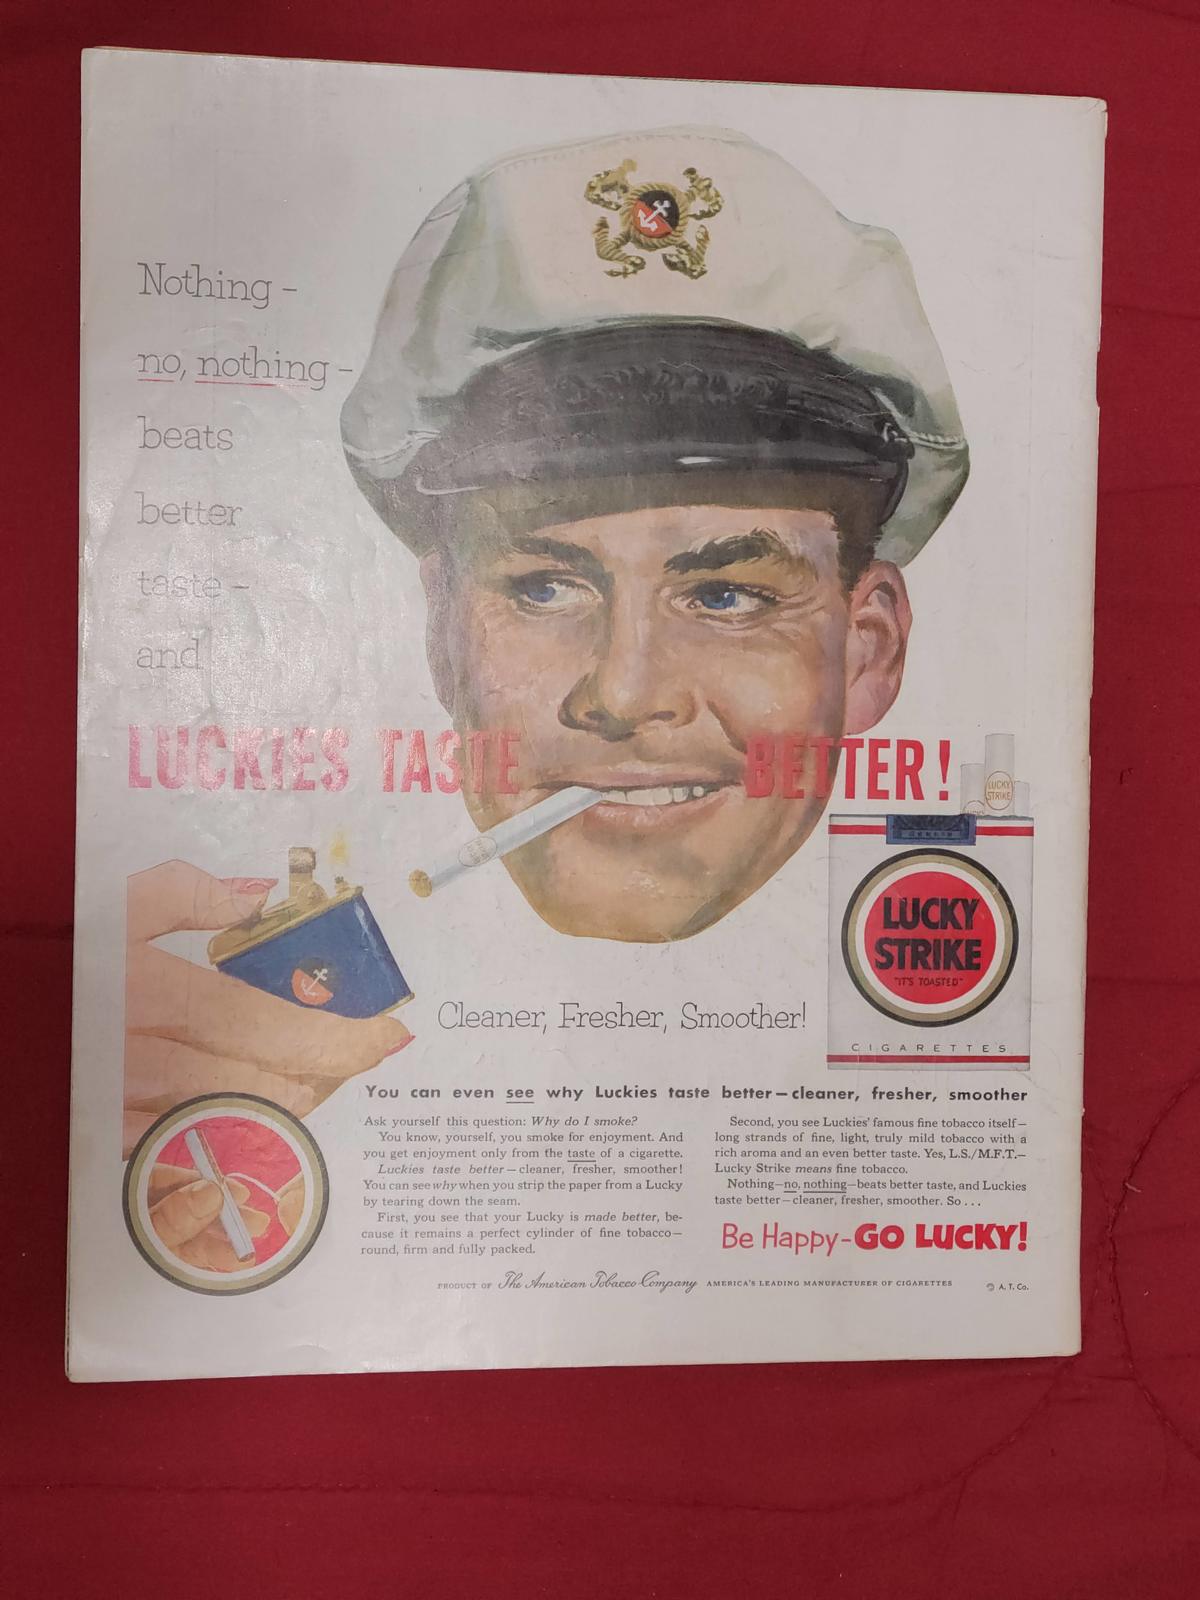 Nothing –
no, nothing –
beats
better
taste –
and
LUCKIES TASTE BETTER!
LUCKY
STRIKE
LUCKY
STRIKE
"IT'S TOASTED"
CIGARETTES
Cleaner, Fresher, Smoother!
You can even see why Luckies taste better—cleaner, fresher, smoother
Ask yourself this question: Why do I smoke?
You know, yourself, you smoke for enjoyment. And
you get enjoyment only from the taste of a cigarette.
Luckies taste better—cleaner, fresher, smoother!
You can see why when you strip the paper from a Lucky
by tearing down the seam.
First, you see that your Lucky is made better, be-
cause it remains a perfect cylinder of fine tobacco—
round, firm and fully packed.
Second, you see Luckies' famous fine tobacco itself—
long strands of fine, light, truly mild tobacco with a
rich aroma and an even better taste. Yes, L.S./M.F.T.—
Lucky Strike means fine tobacco.
Nothing—no, nothing—beats better taste, and Luckies
taste better—cleaner, fresher, smoother. So . . .
Be Happy-GO LUCKY!
PRODUCT OF The American Tobacco Company AMERICA'S LEADING MANUFACTURER OF CIGARETTES
© A. T. Co.